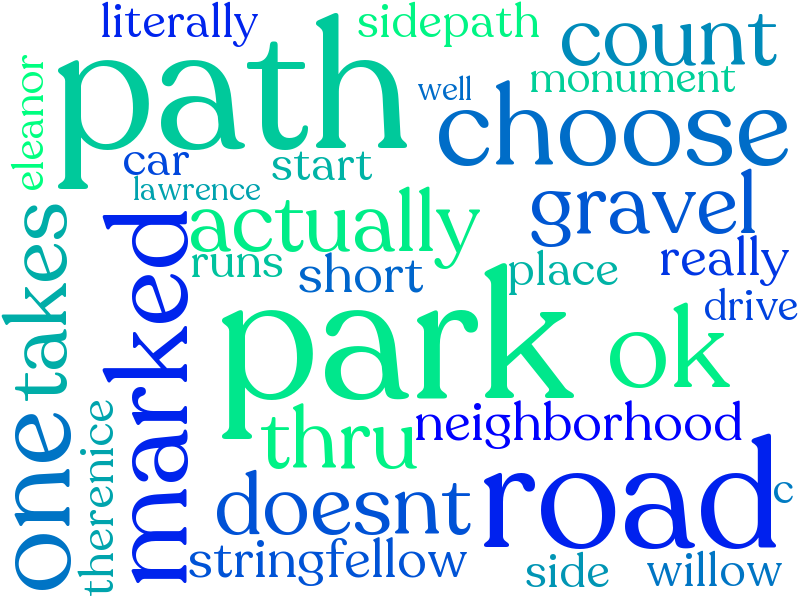 literally
sidepath
count
path
well
monument
eleanor
choose
car
start
lawrence
gravel
actually
takes
marked
runs
short
place
really
drive
park
ok
one
therenice
thru
neighborhood
doesnt
road
c
stringfellow
side
willow